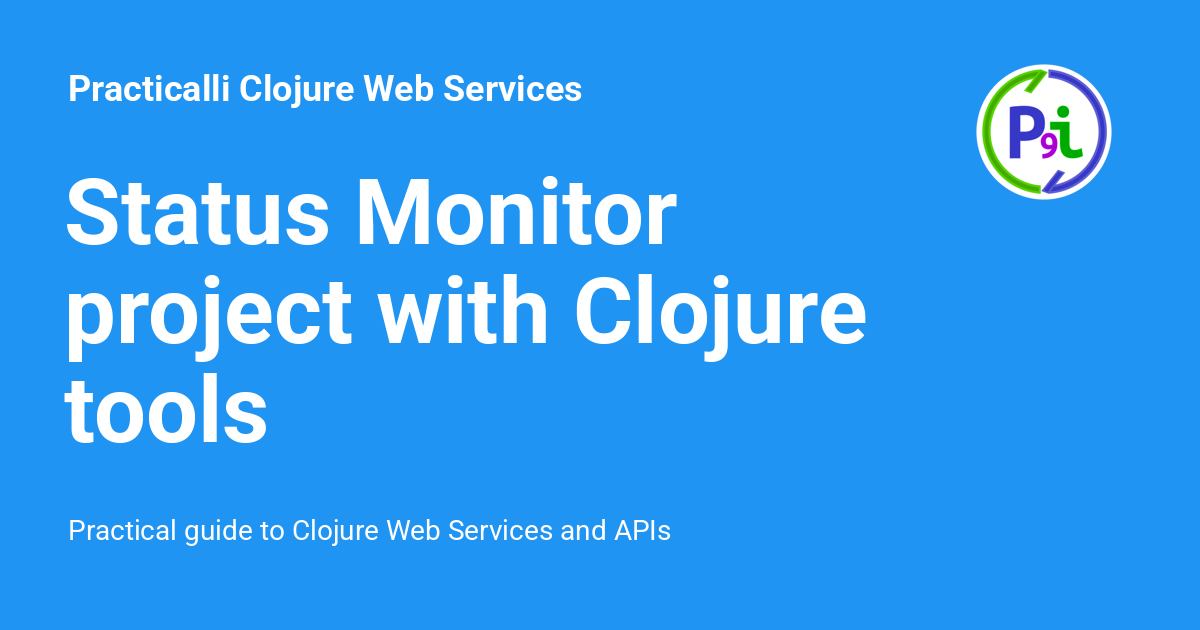 Practicalli Clojure Web Services
P9i
Status Monitor
project with Clojure
tools
Practical guide to Clojure Web Services and APIs